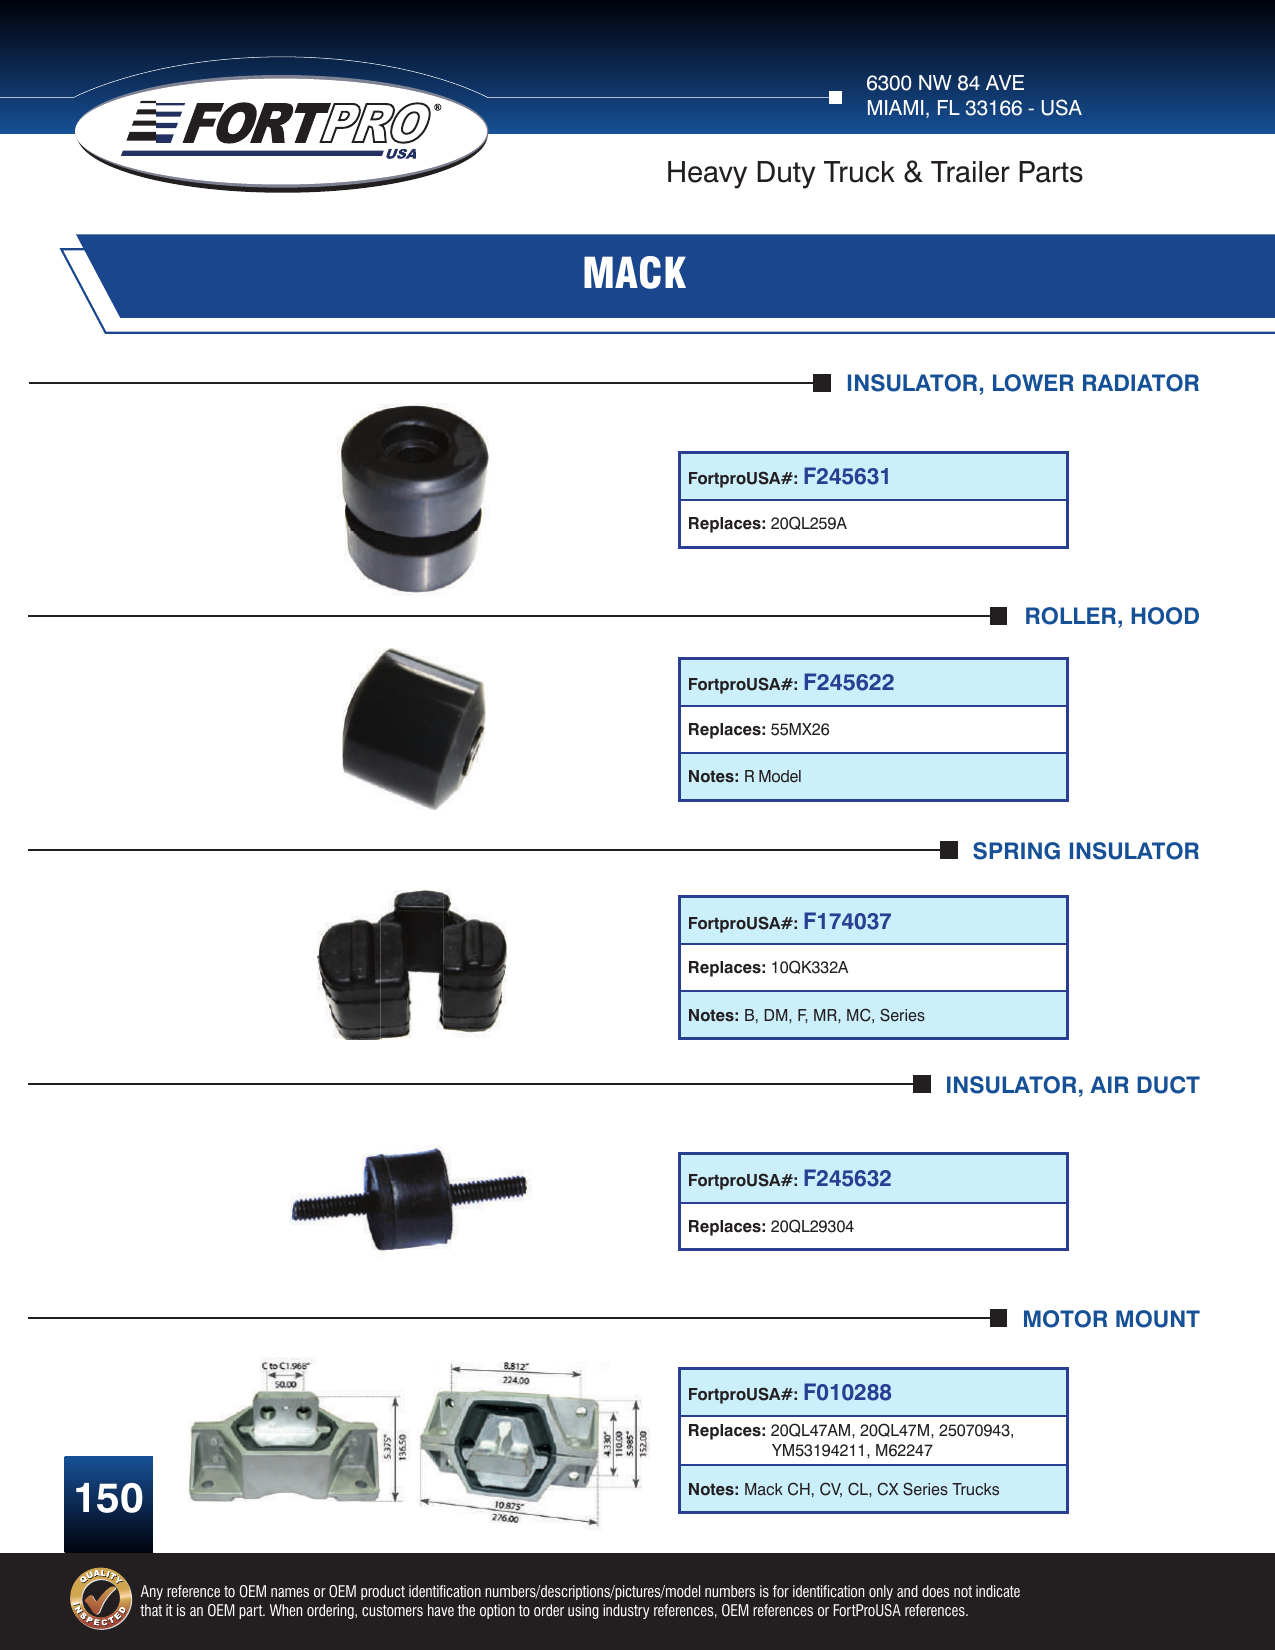 FORTPRO®
USA
6300 NW 84 AVE
MIAMI, FL 33166 - USA
Heavy Duty Truck & Trailer Parts
MACK
INSULATOR, LOWER RADIATOR
FortproUSA#: F245631
Replaces: 20QL259A
ROLLER, HOOD
FortproUSA#: F245622
Replaces: 55MX26
Notes: R Model
SPRING INSULATOR
FortproUSA#: F174037
Replaces: 10QK332A
Notes: B, DM, F, MR, MC, Series
INSULATOR, AIR DUCT
FortproUSA#: F245632
Replaces: 20QL29304
MOTOR MOUNT
C to C1.968"
50.00
5.375"
136.50
8.812"
224.00
4.330"
110.00
5.985"
152.00
10.875"
276.00
FortproUSA#: F010288
Replaces: 20QL47AM, 20QL47M, 25070943,
YM53194211, M62247
Notes: Mack CH, CV, CL, CX Series Trucks
150
QUALITY
INSPECTED
Any reference to OEM names or OEM product identification numbers/descriptions/pictures/model numbers is for identification only and does not indicate
that it is an OEM part. When ordering, customers have the option to order using industry references, OEM references or FortProUSA references.